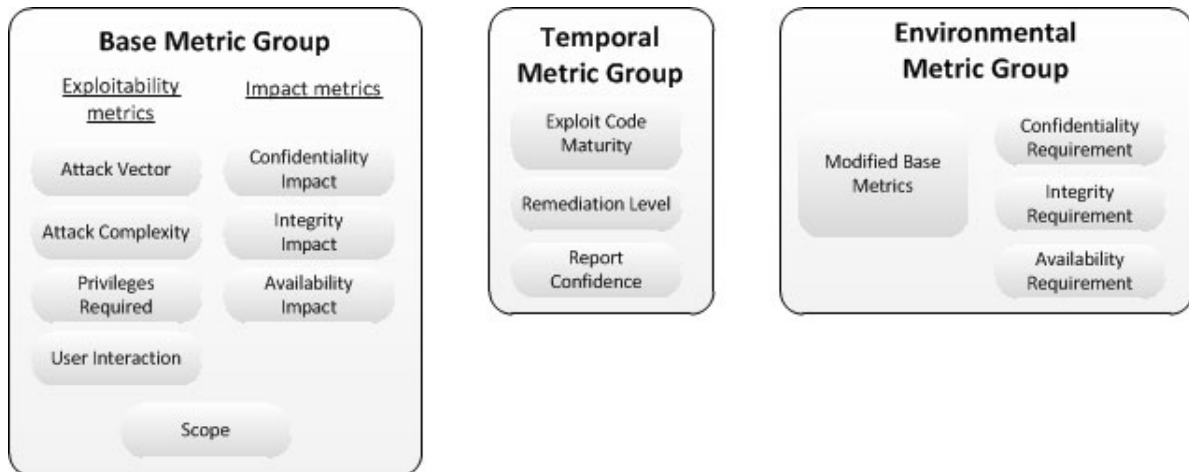 Base Metric Group
Exploitability
metrics
Impact metrics
Attack Vector
Confidentiality
Impact
Attack Complexity
Integrity
Impact
Privileges
Required
Availability
Impact
User Interaction
Scope
Temporal
Metric Group
Exploit Code
Maturity
Remediation Level
Report
Confidence
Environmental
Metric Group
Modified Base
Metrics
Confidentiality
Requirement
Integrity
Requirement
Availability
Requirement